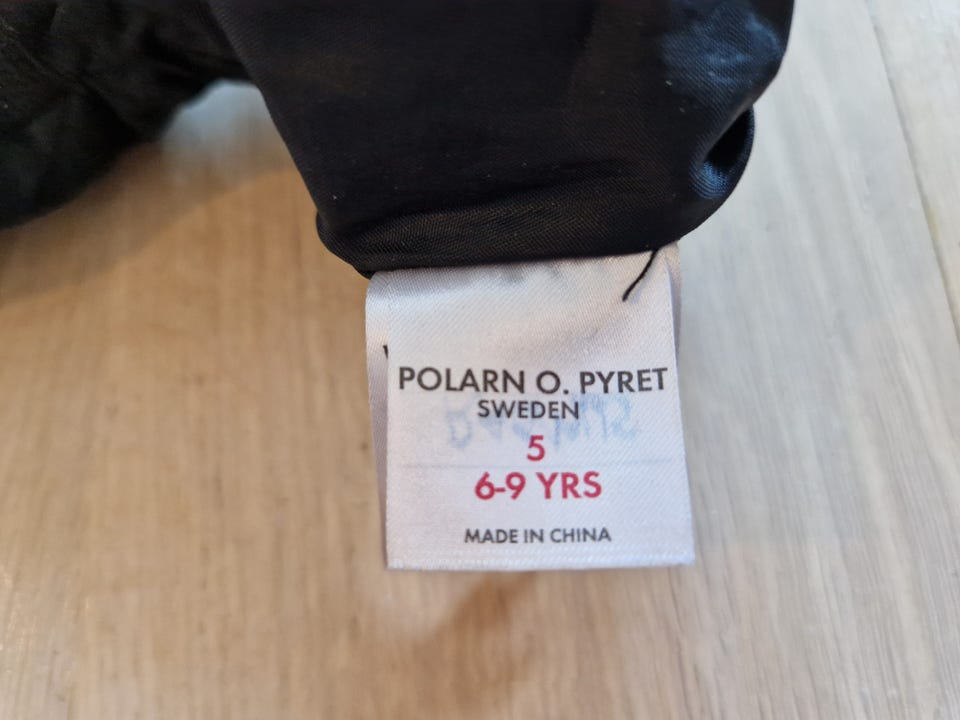 POLARN O. PYRET
SWEDEN
5
6-9 YRS
MADE IN CHINA